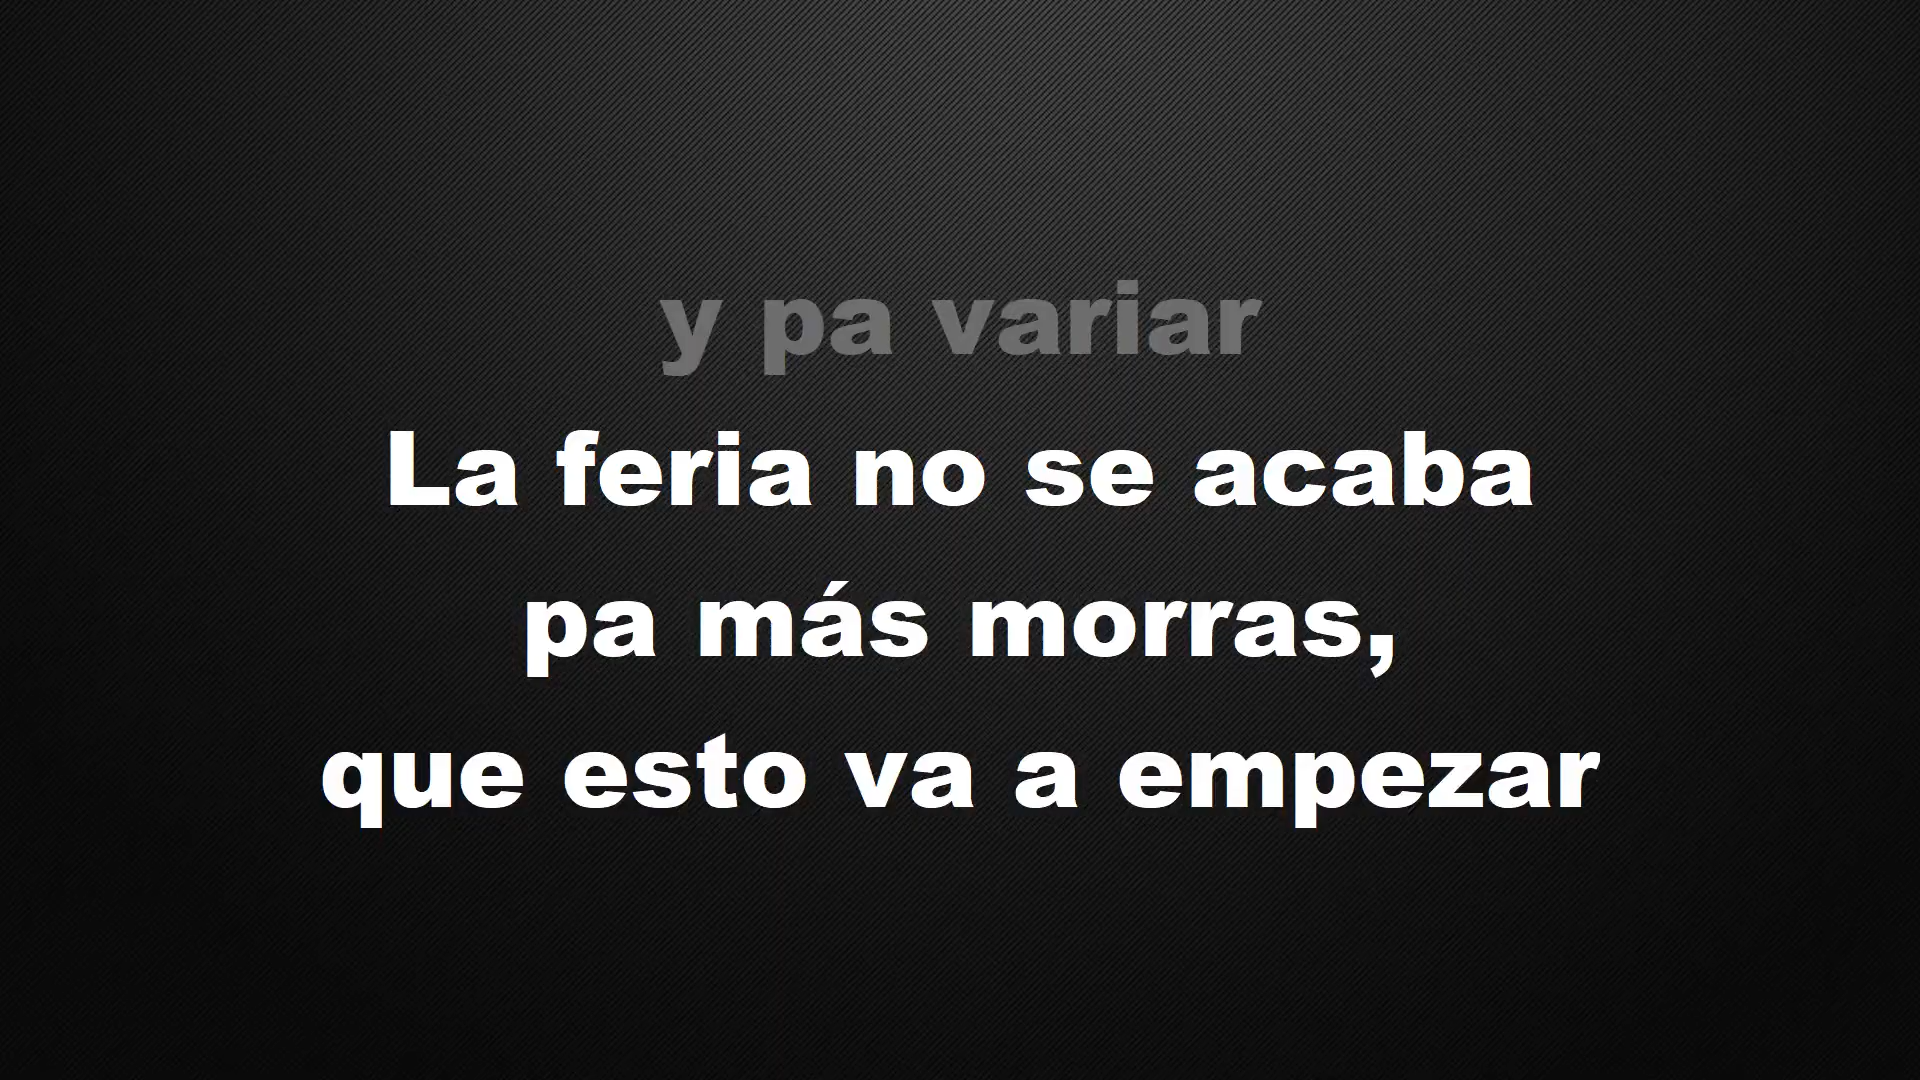 y pa variar
La feria no se acaba
pa más morras,
que esto va a empezar